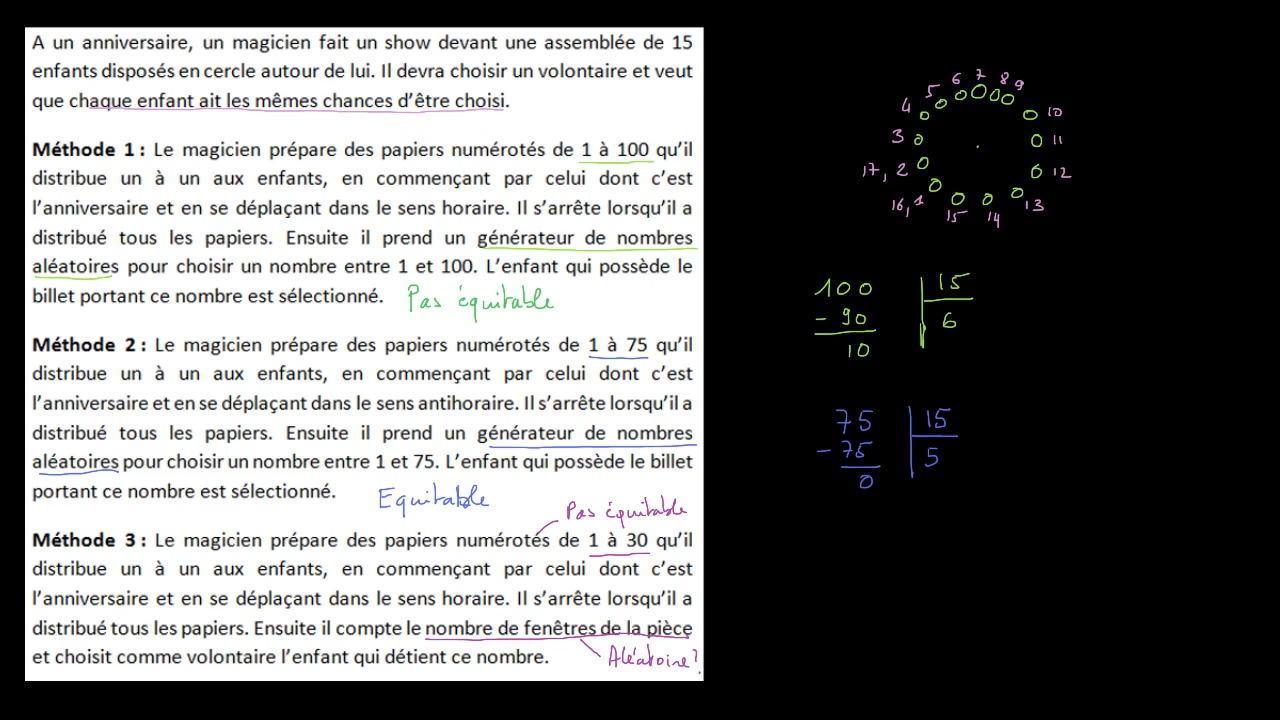 A un anniversaire, un magicien fait un show devant une assemblée de 15
enfants disposés en cercle autour de lui. Il devra choisir un volontaire et veut
que chaque enfant ait les mêmes chances d'être choisi.
Méthode 1 : Le magicien prépare des papiers numérotés de 1 à 100 qu'il
distribue un à un aux enfants, en commençant par celui dont c'est
l'anniversaire et en se déplaçant dans le sens horaire. Il s'arrête lorsqu'il a
distribué tous les papiers. Ensuite il prend un générateur de nombres
aléatoires pour choisir un nombre entre 1 et 100. L'enfant qui possède le
billet portant ce nombre est sélectionné.
Pas équitable
Méthode 2 : Le magicien prépare des papiers numérotés de 1 à 75 qu'il
distribue un à un aux enfants, en commençant par celui dont c'est
l'anniversaire et en se déplaçant dans le sens antihoraire. Il s'arrête lorsqu'il a
distribué tous les papiers. Ensuite il prend un générateur de nombres
aléatoires pour choisir un nombre entre 1 et 75. L'enfant qui possède le billet
portant ce nombre est sélectionné.
Equitable
Pas équitable
Méthode 3 : Le magicien prépare des papiers numérotés de 1 à 30 qu'il
distribue un à un aux enfants, en commençant par celui dont c'est
l'anniversaire et en se déplaçant dans le sens horaire. Il s'arrête lorsqu'il a
distribué tous les papiers. Ensuite il compte le nombre de fenêtres de la pièce
et choisit comme volontaire l'enfant qui détient ce nombre.
Aléatoire?
6 7 8 9
5
4 10
3 11
17, 2 12
16, 1 13
15 14
100 15
- 90 6
10
75 15
- 75 5
0